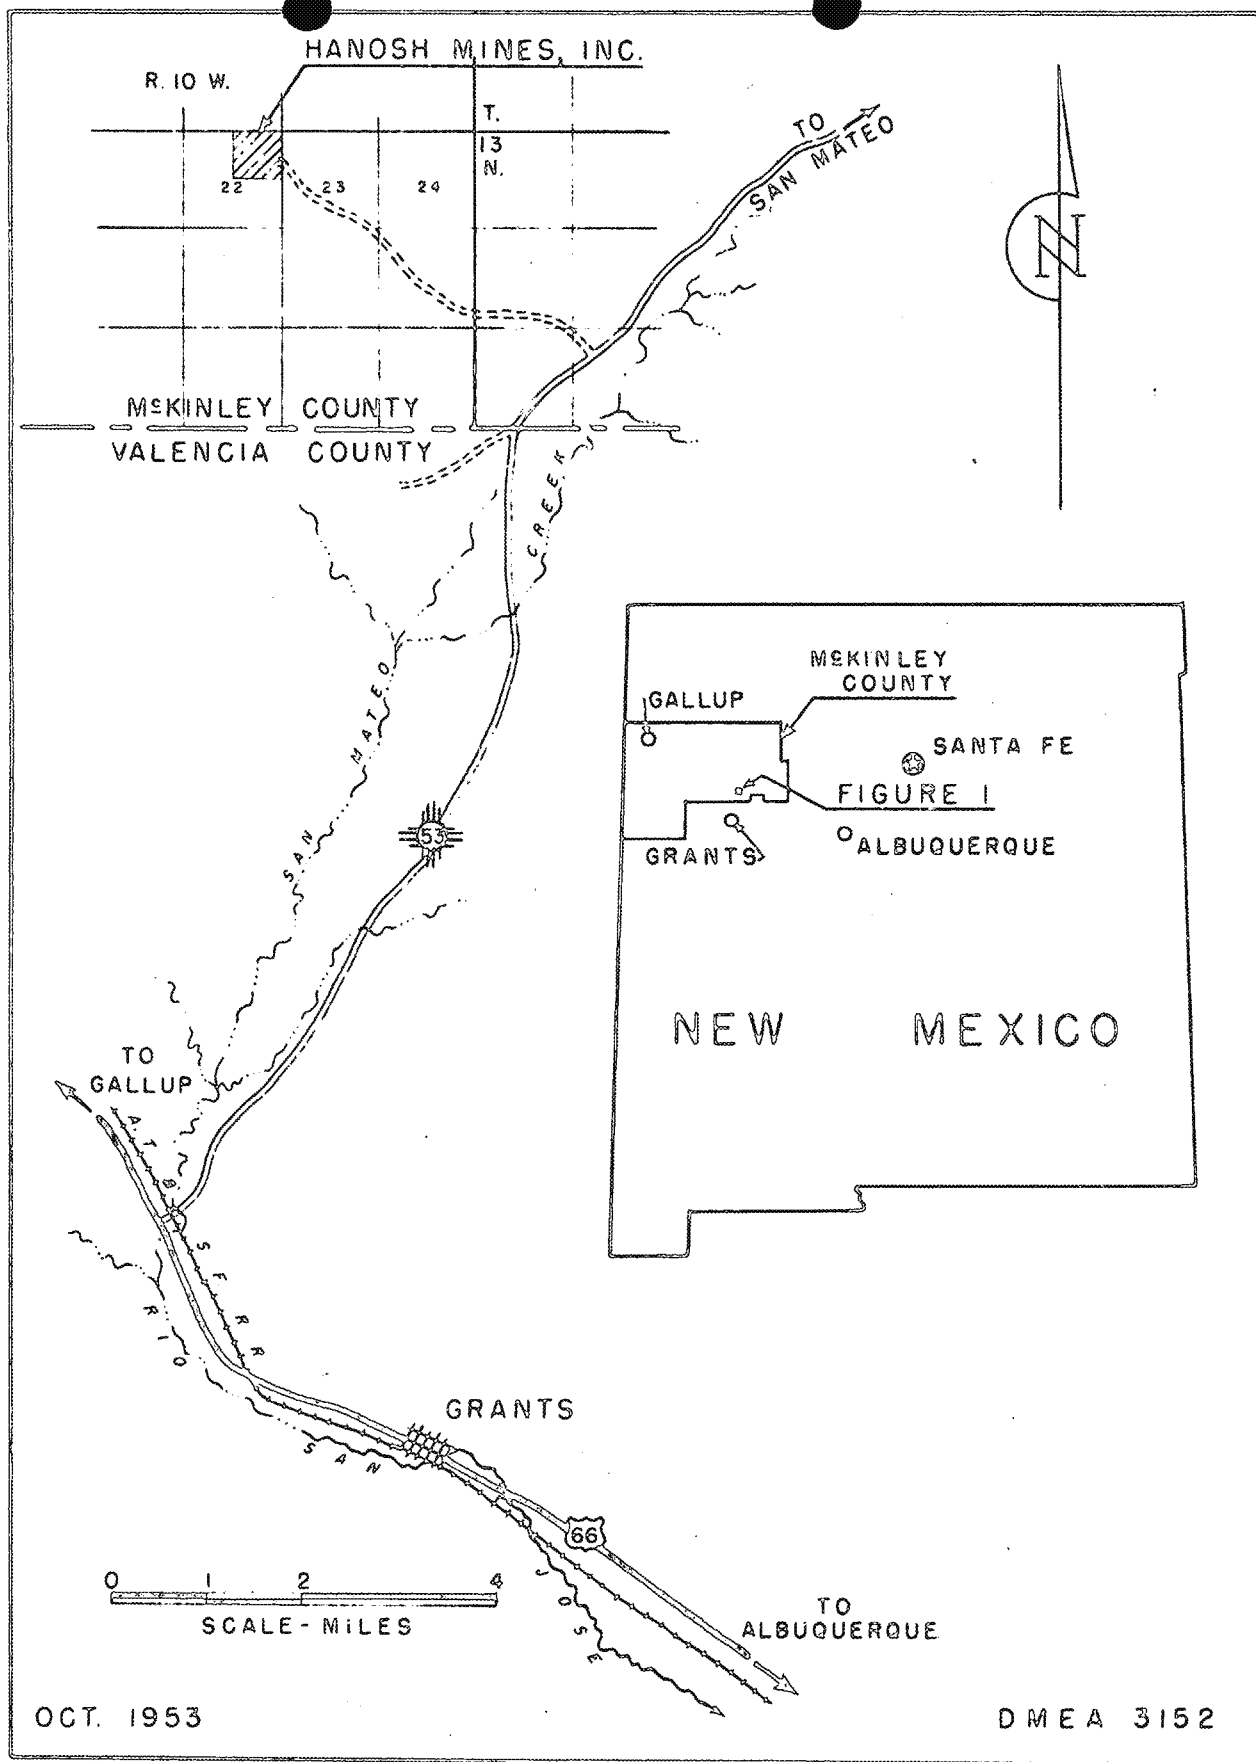 HANOSH MINES, INC.
R. 10 W.
T.
13
N.
22 23 24
TO
SAN MATEO
N
McKINLEY COUNTY
VALENCIA COUNTY
SAN MATEO CREEK
53
McKINLEY
COUNTY
GALLUP
SANTA FE
FIGURE 1
GRANTS
ALBUQUERQUE
NEW MEXICO
TO
GALLUP
A. T. & S F R R
RIO SAN JOSE
GRANTS
66
0 1 2 4
SCALE - MILES
TO
ALBUQUERQUE
OCT. 1953
DMEA 3152